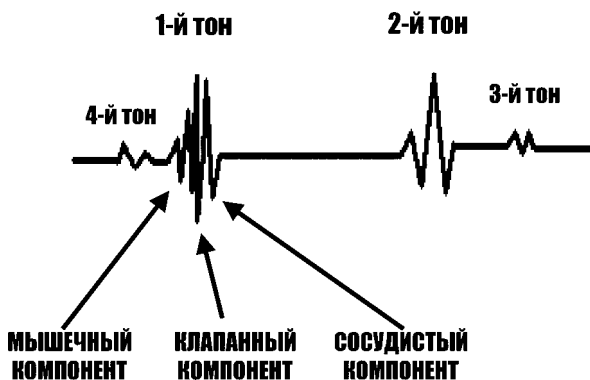 1-й тон
2-й тон
4-й тон
3-й тон
МЫШЕЧНЫЙ
КОМПОНЕНТ
КЛАПАННЫЙ
КОМПОНЕНТ
СОСУДИСТЫЙ
КОМПОНЕНТ